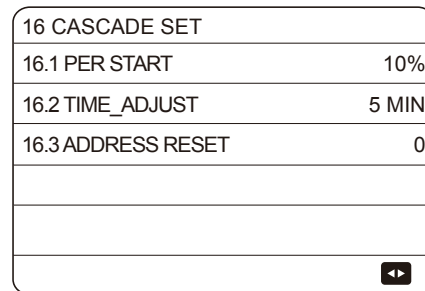 16 CASCADE SET
16.1 PER START 10%
16.2 TIME_ADJUST 5 MIN
16.3 ADDRESS RESET 0